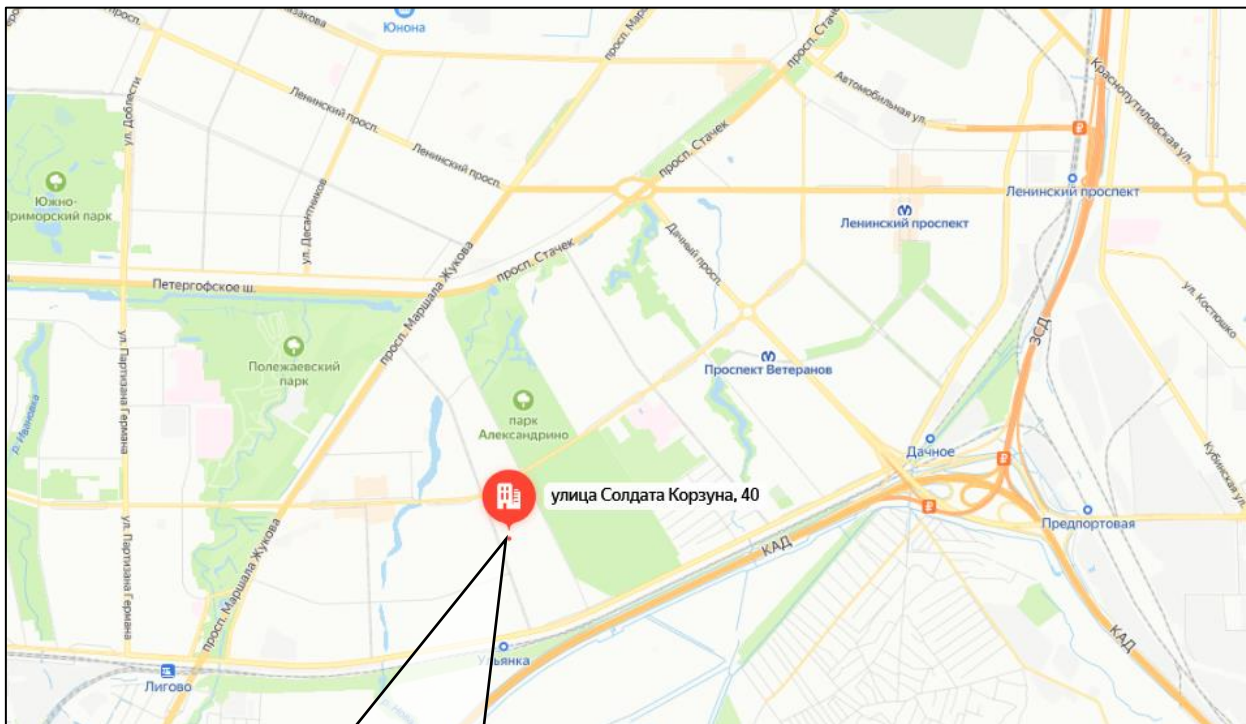 просп.
Юнона
просп. Стачек
Автомобильная ул.
Краснопутиловская ул.
ул. Доблести
Ленинский просп.
Ленинский просп.
просп. Стачек
Ленинский проспект
Южно-
Приморский парк
ул. Десантников
Ленинский проспект
Дачный просп.
просп. Стачек
Петергофское ш.
просп. Маршала Жукова
ул. Костюшко
ЗСД
ул. Партизана Германа
Полежаевский
парк
Проспект Ветеранов
р. Ивановка
парк
Александрино
Дачное
Кубинская ул.
улица Солдата Корзуна, 40
Предпортовая
ул. Партизана Германа
просп. Маршала Жукова
КАД
КАД
Ульянка
Лигово